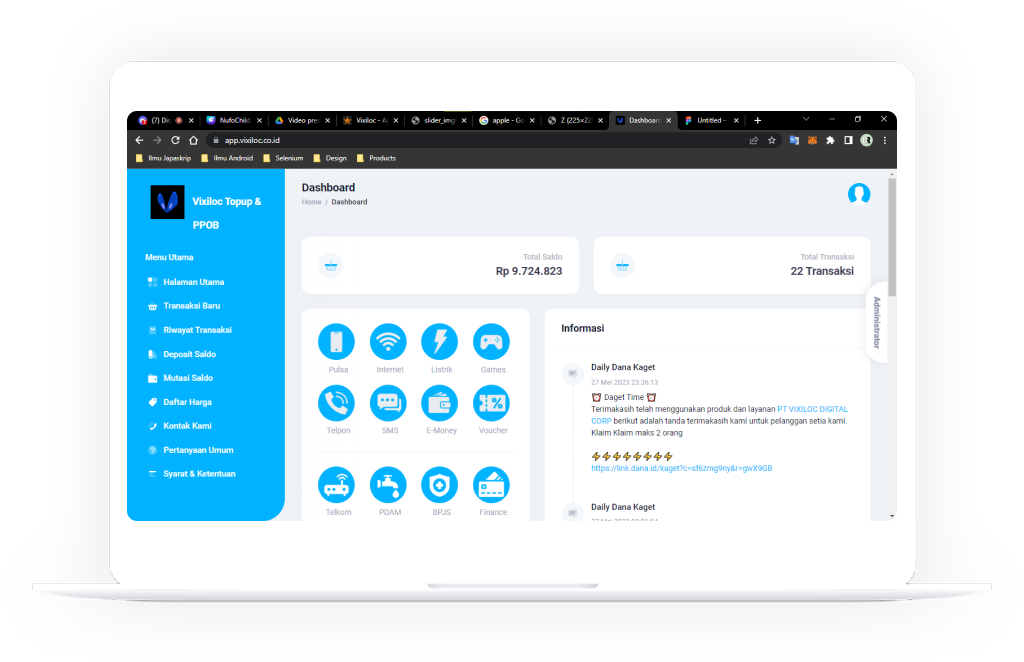 (7) Dis
NufoChild
Video pre
Vixiloc - A
slider_img
apple - Go
Z (225×22
Dashboard
Untitled –
app.vixiloc.co.id
Ilmu Japaskrip
Ilmu Android
Selenium
Design
Products
Vixiloc Topup &
PPOB
Menu Utama
Halaman Utama
Transaksi Baru
Riwayat Transaksi
Deposit Saldo
Mutasi Saldo
Daftar Harga
Kontak Kami
Pertanyaan Umum
Syarat & Ketentuan
Dashboard
Home / Dashboard
Total Saldo
Rp 9.724.823
Total Transaksi
22 Transaksi
Administrator
Pulsa
Internet
Listrik
Games
Telpon
SMS
E-Money
Voucher
Telkom
PDAM
BPJS
Finance
Informasi
Daily Dana Kaget
27 Mei 2023 23:36:13
⏰ Daget Time ⏰
Terimakasih telah menggunakan produk dan layanan PT VIXILOC DIGITAL
CORP berikut adalah tanda terimakasih kami untuk pelanggan setia kami.
Klaim Klaim maks 2 orang
⚡⚡⚡⚡⚡⚡⚡⚡
https://link.dana.id/kaget?c=sf6zmg9ny&r=gwX9GB
Daily Dana Kaget